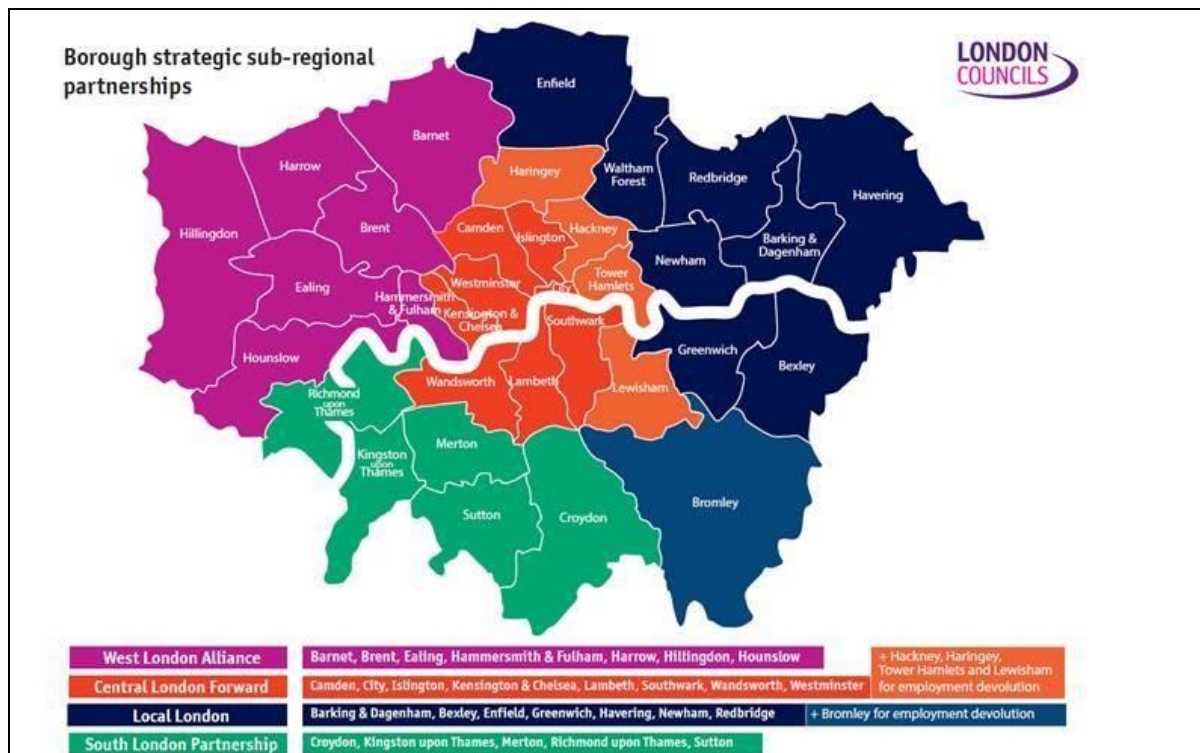 Borough strategic sub-regional
partnerships
LONDON
COUNCILS
Enfield
Barnet
Haringey
Waltham
Forest
Redbridge
Harrow
Havering
Hillingdon
Brent
Camden
Islington
Hackney
Barking &
Dagenham
Newham
Ealing
Westminster
City
Tower
Hamlets
Hammersmith
& Fulham
Kensington &
Chelsea
Southwark
Hounslow
Greenwich
Bexley
Richmond
upon
Thames
Wandsworth
Lambeth
Lewisham
Kingston
upon
Thames
Merton
Sutton
Croydon
Bromley
West London Alliance
Barnet, Brent, Ealing, Hammersmith & Fulham, Harrow, Hillingdon, Hounslow
+ Hackney, Haringey,
Tower Hamlets and Lewisham
for employment devolution
Central London Forward
Camden, City, Islington, Kensington & Chelsea, Lambeth, Southwark, Wandsworth, Westminster
Local London
Barking & Dagenham, Bexley, Enfield, Greenwich, Havering, Newham, Redbridge
+ Bromley for employment devolution
South London Partnership
Croydon, Kingston upon Thames, Merton, Richmond upon Thames, Sutton